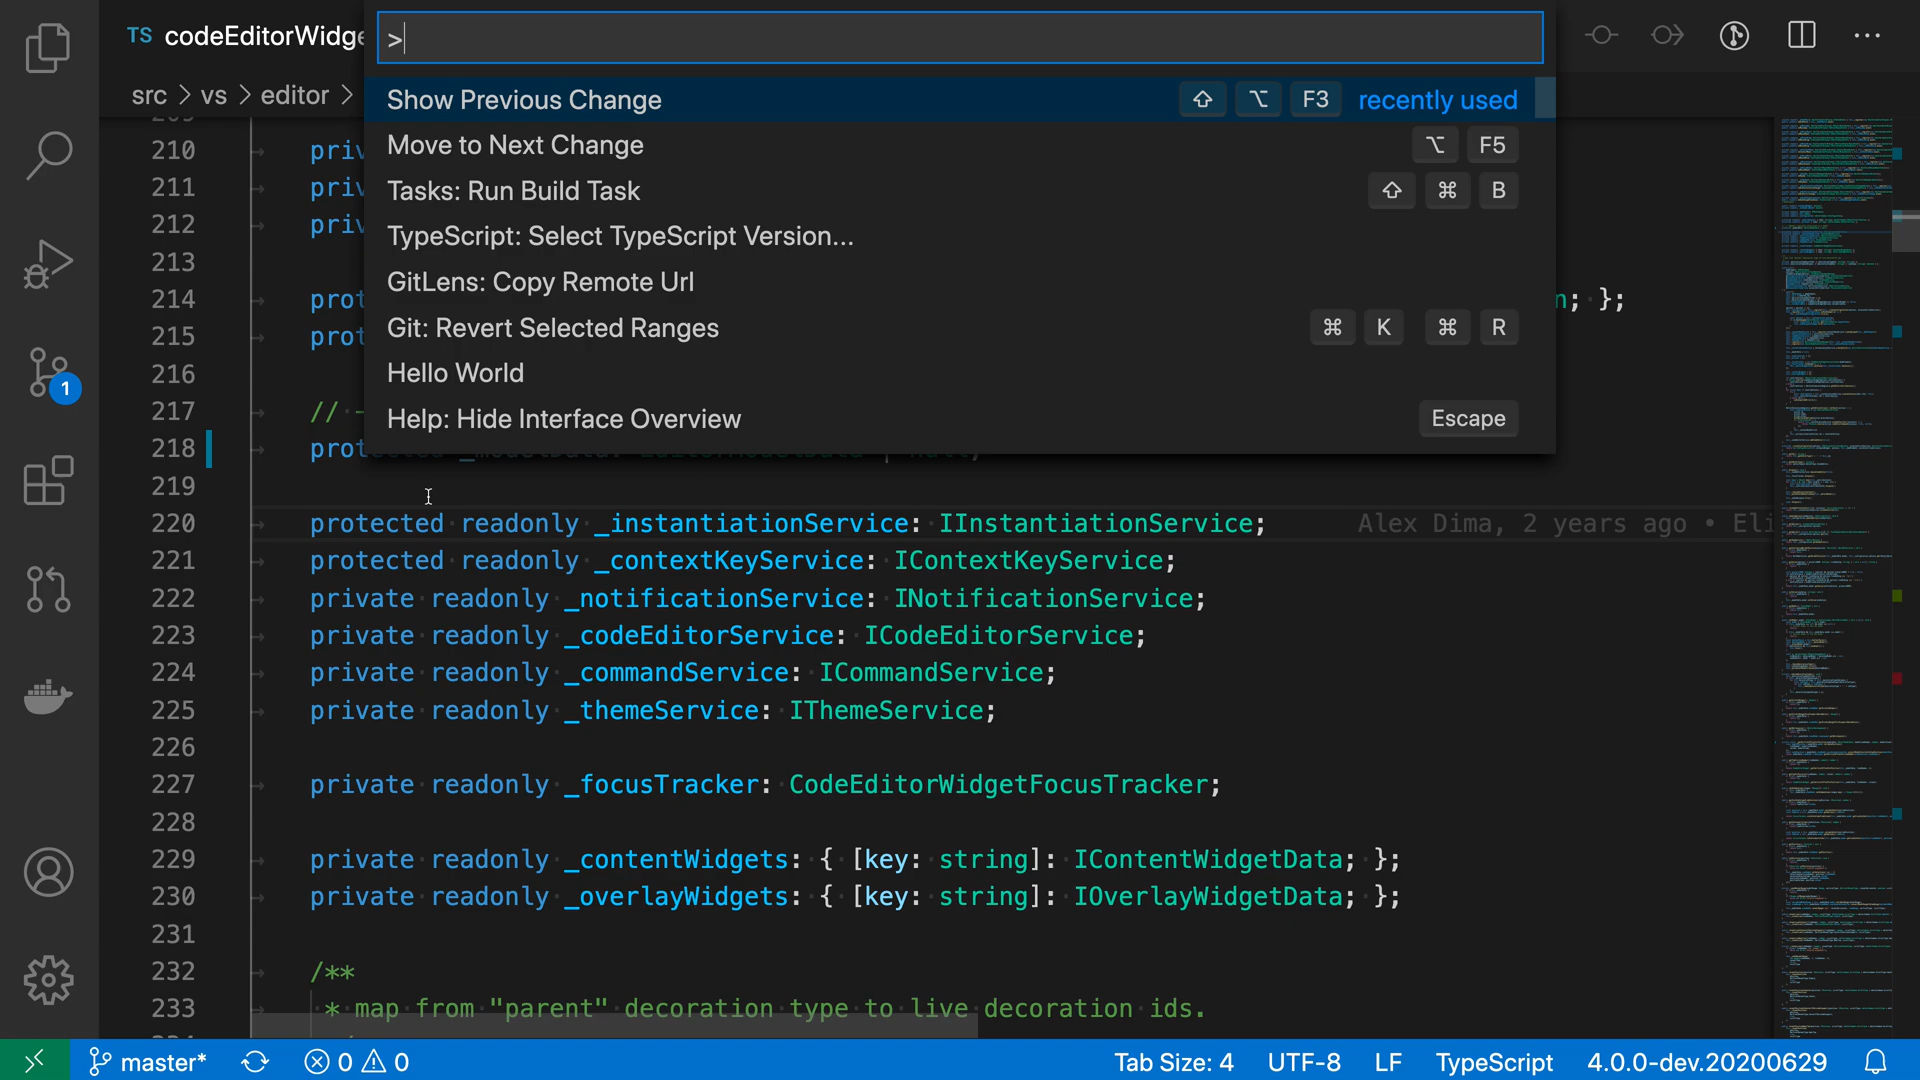 TS codeEditorWidge
>
src > vs > editor >
Show Previous Change ⇧ ⌥ F3 recently used
Move to Next Change ⌥ F5
Tasks: Run Build Task ⇧ ⌘ B
TypeScript: Select TypeScript Version...
GitLens: Copy Remote Url
Git: Revert Selected Ranges ⌘ K ⌘ R
Hello World
Help: Hide Interface Overview Escape
209
210 priv
211 priv
212 priv
213
214 prot n; };
215 prot
216
217 // -
218 protected _modelData: EditorModelData | null;
219
220 protected readonly _instantiationService: IInstantiationService; Alex Dima, 2 years ago • Eli
221 protected readonly _contextKeyService: IContextKeyService;
222 private readonly _notificationService: INotificationService;
223 private readonly _codeEditorService: ICodeEditorService;
224 private readonly _commandService: ICommandService;
225 private readonly _themeService: IThemeService;
226
227 private readonly _focusTracker: CodeEditorWidgetFocusTracker;
228
229 private readonly _contentWidgets: { [key: string]: IContentWidgetData; };
230 private readonly _overlayWidgets: { [key: string]: IOverlayWidgetData; };
231
232 /**
233 * map from "parent" decoration type to live decoration ids.
1
master* 0 0 Tab Size: 4 UTF-8 LF TypeScript 4.0.0-dev.20200629